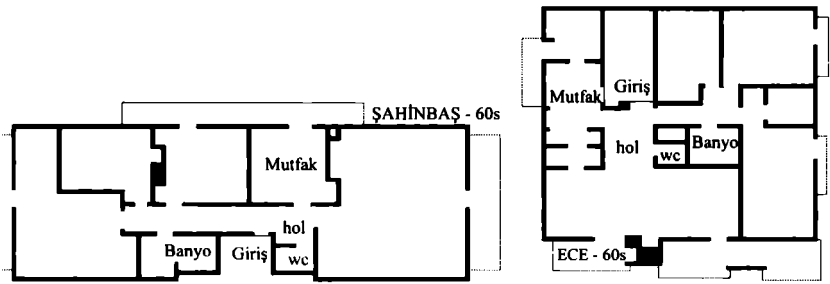 ŞAHİNBAŞ - 60s
Mutfak
hol
Banyo
Giriş
wc
Mutfak
Giriş
hol
wc
Banyo
ECE - 60s